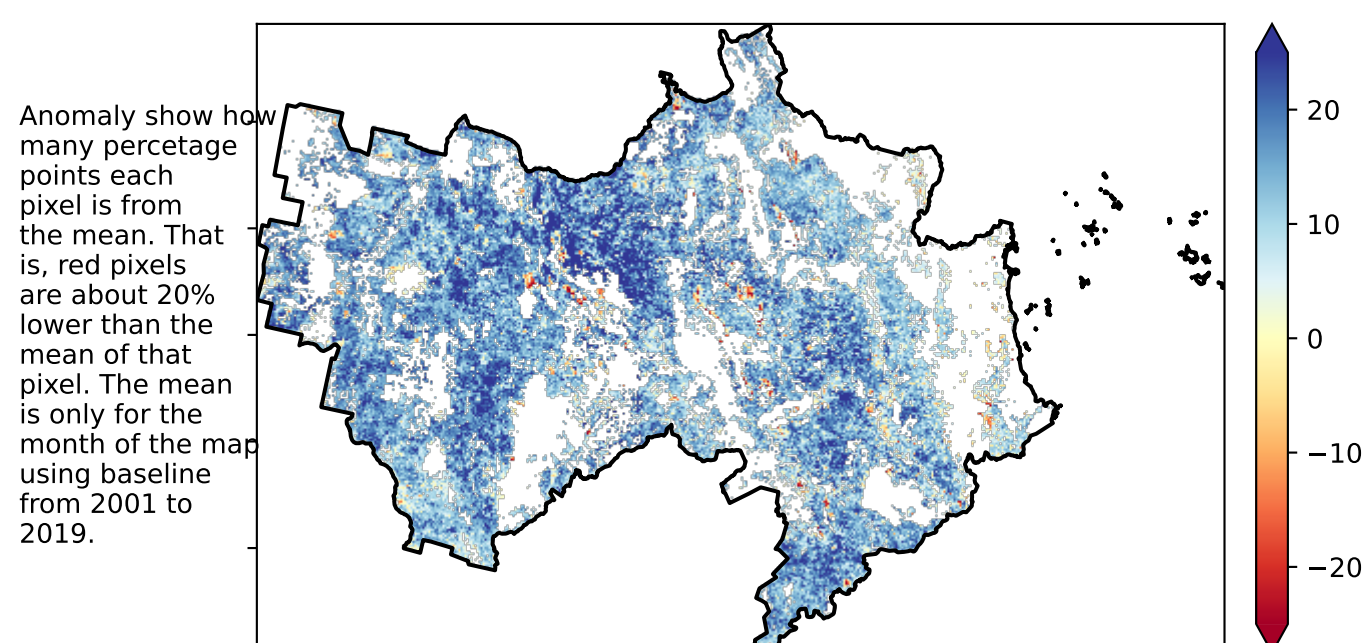 Anomaly show how
many percetage
points each
pixel is from
the mean. That
is, red pixels
are about 20%
lower than the
mean of that
pixel. The mean
is only for the
month of the map
using baseline
from 2001 to
2019.
20
10
0
−10
−20